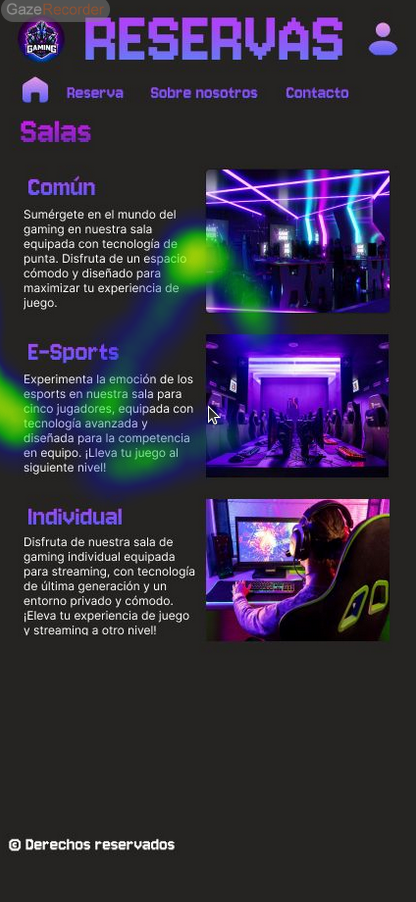 GazeRecorder
GAMING
RESERVAS
Reserva Sobre nosotros Contacto
Salas
Común
Sumérgete en el mundo del
gaming en nuestra sala
equipada con tecnología de
punta. Disfruta de un espacio
cómodo y diseñado para
maximizar tu experiencia de
juego.
E-Sports
Experimenta la emoción de los
esports en nuestra sala para
cinco jugadores, equipada con
tecnología avanzada y
diseñada para la competencia
en equipo. ¡Lleva tu juego al
siguiente nivel!
Individual
Disfruta de nuestra sala de
gaming individual equipada
para streaming, con tecnología
de última generación y un
entorno privado y cómodo.
¡Eleva tu experiencia de juego
y streaming a otro nivel!
© Derechos reservados